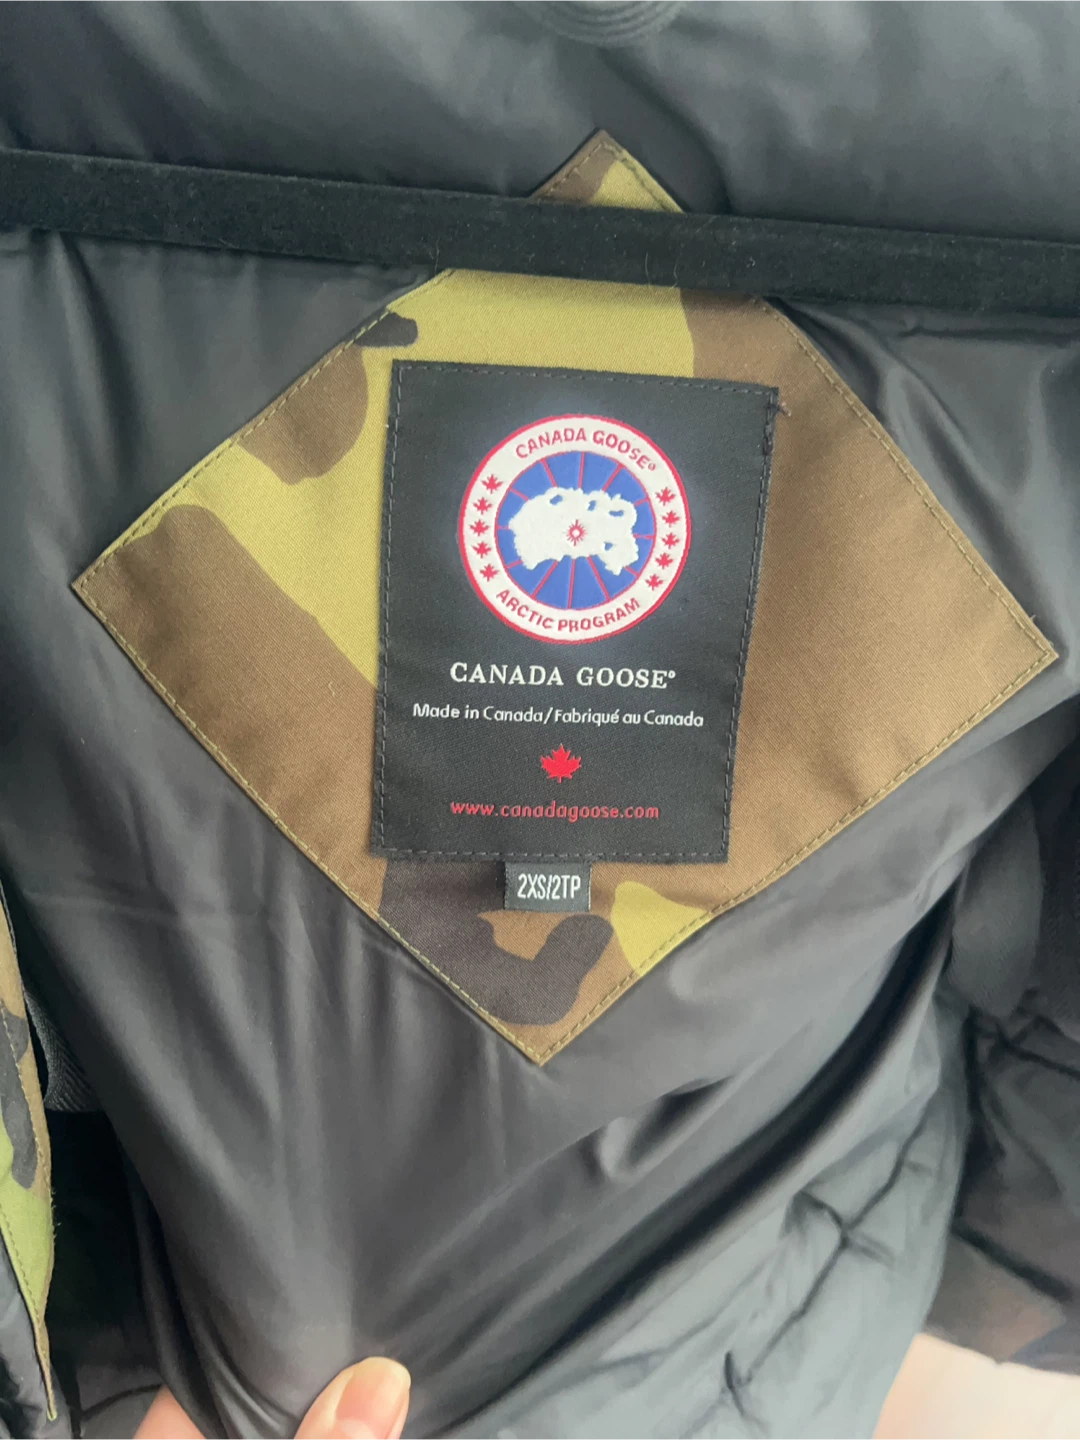 CANADA GOOSE®
ARCTIC PROGRAM
CANADA GOOSE®
Made in Canada/Fabriqué au Canada
www.canadagoose.com
2XS/2TP